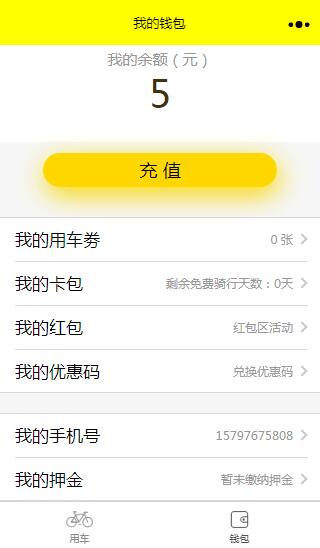 我的钱包
我的余额（元）
5
充值
我的用车券 0 张
我的卡包 剩余免费骑行天数：0天
我的红包 红包区活动
我的优惠码 兑换优惠码
我的手机号 15797675808
我的押金 暂未缴纳押金
用车 钱包